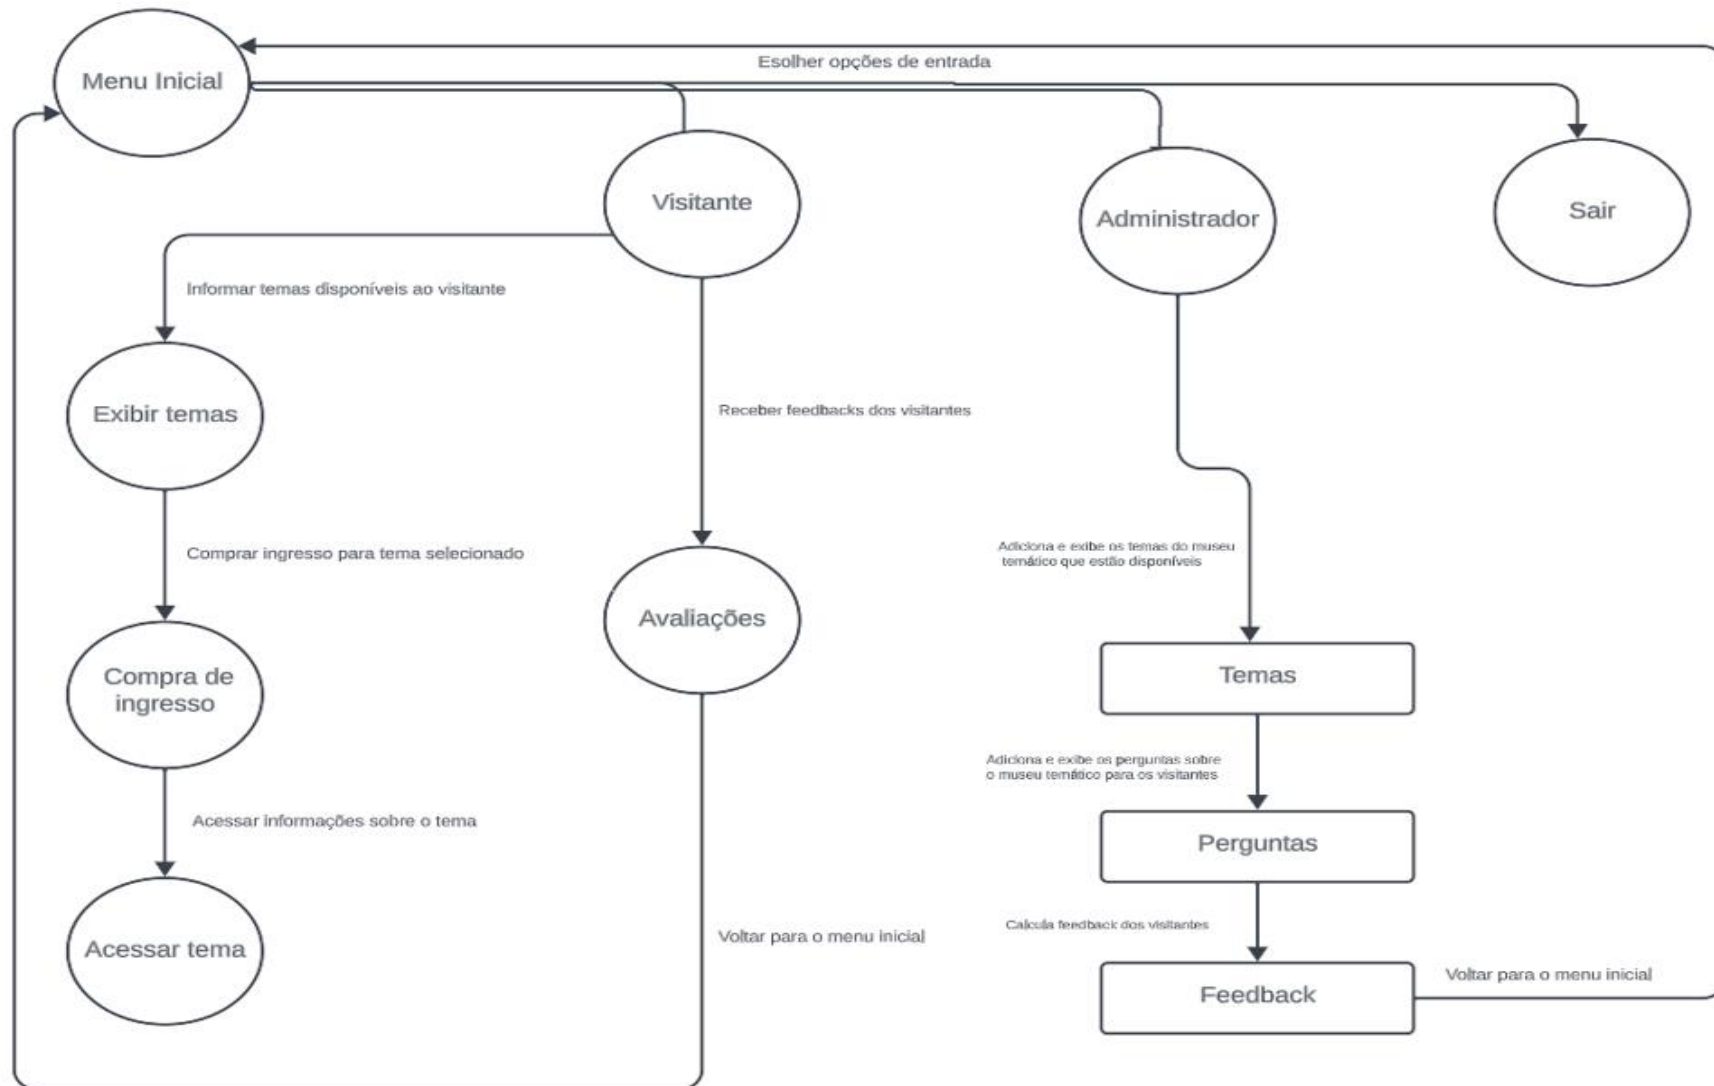 Menu Inicial
Esolher opções de entrada
Visitante
Administrador
Sair
Informar temas disponíveis ao visitante
Exibir temas
Receber feedbacks dos visitantes
Comprar ingresso para tema selecionado
Adiciona e exibe os temas do museu
temático que estão disponíveis
Avaliações
Compra de
ingresso
Temas
Adiciona e exibe os perguntas sobre
o museu temático para os visitantes
Acessar informações sobre o tema
Perguntas
Calcula feedback dos visitantes
Acessar tema
Voltar para o menu inicial
Feedback
Voltar para o menu inicial